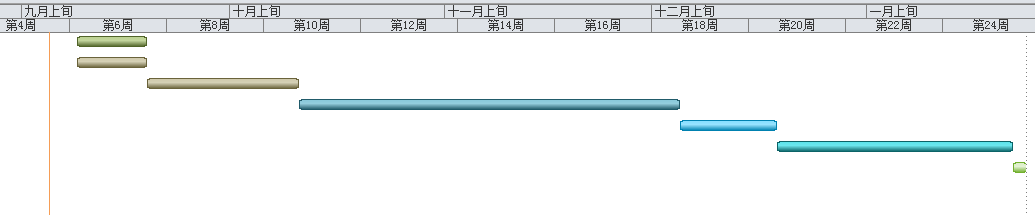 九月上旬 十月上旬 十一月上旬 十二月上旬 一月上旬
第4周 第6周 第8周 第10周 第12周 第14周 第16周 第18周 第20周 第22周 第24周